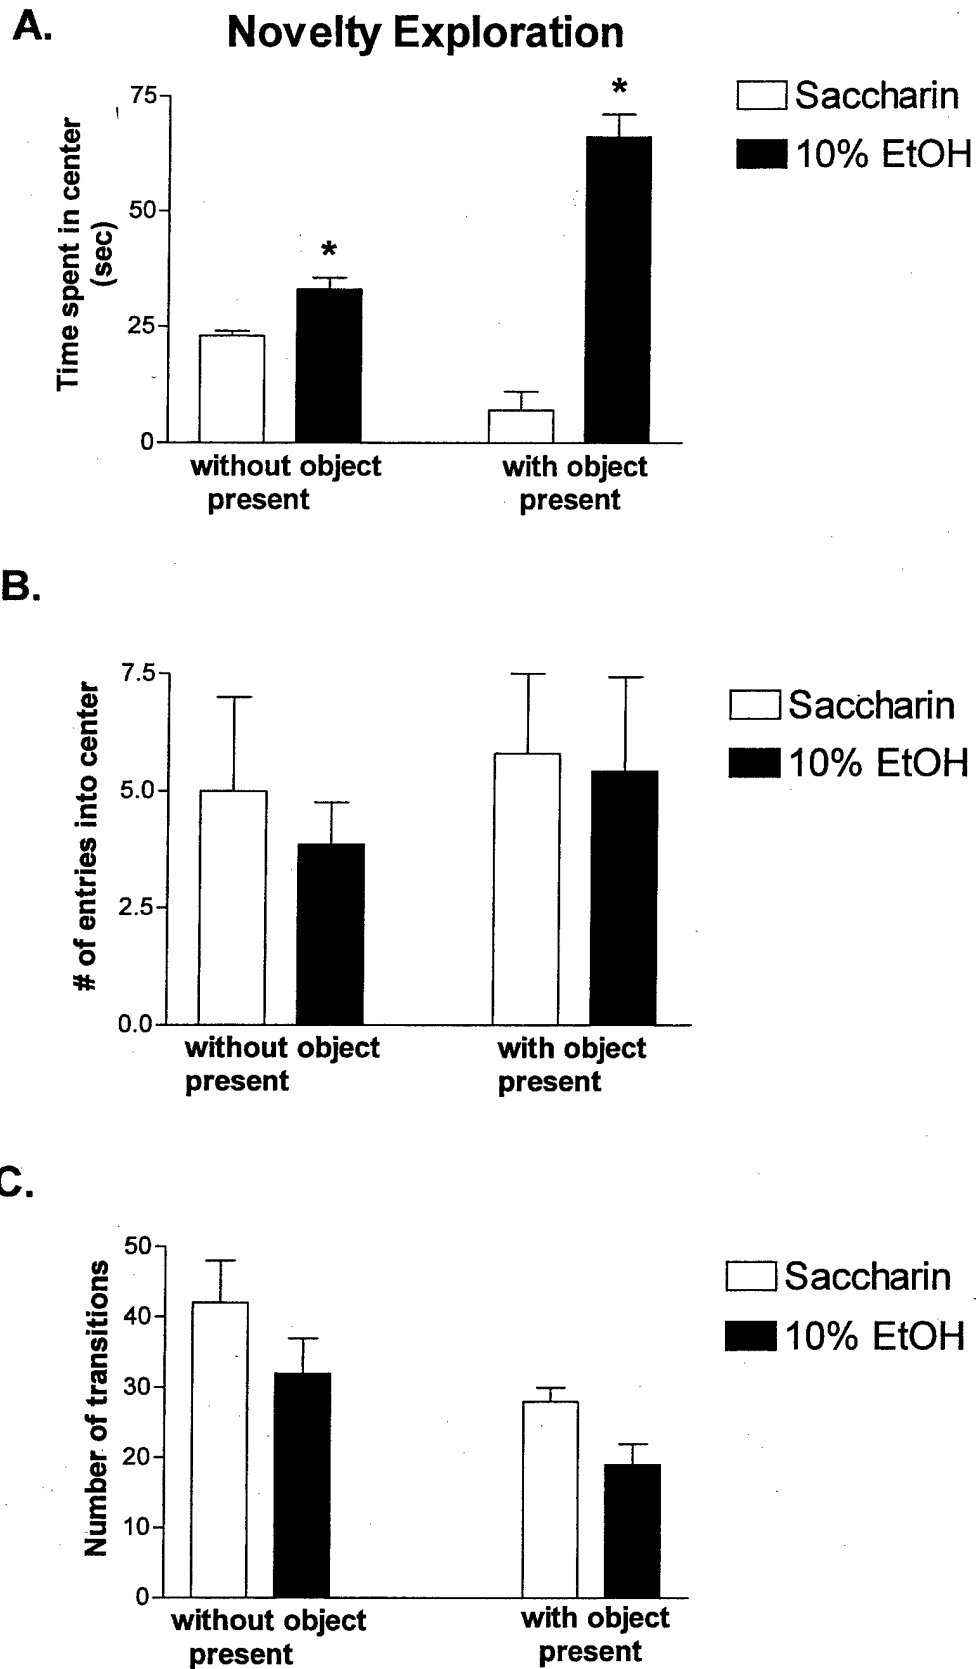 A.
Novelty Exploration
*
*
75
50
25
0
Time spent in center
(sec)
without object
present
with object
present
Saccharin
10% EtOH
B.
7.5
5.0
2.5
0.0
# of entries into center
without object
present
with object
present
Saccharin
10% EtOH
C.
50
40
30
20
10
0
Number of transitions
without object
present
with object
present
Saccharin
10% EtOH